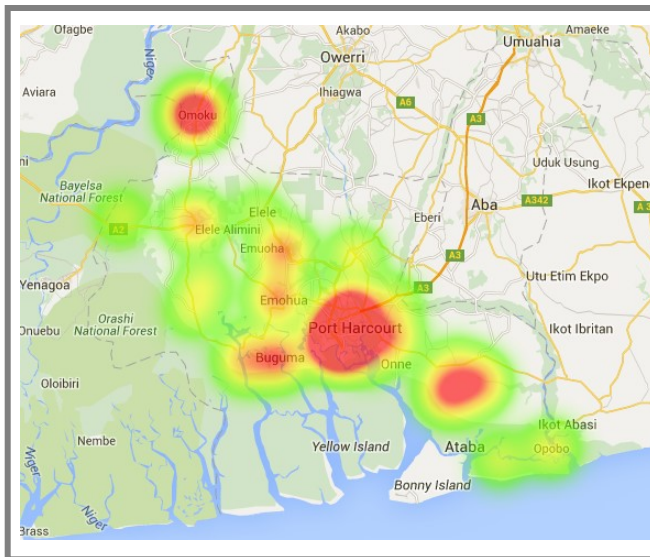 Ofagbe
Akabo
Amaeke
Umuahia
Niger
Owerri
Aviara
Ihiagwa
A6
Omoku
A3
Uduk Usung
Bayelsa
National Forest
Ikot Ekpen
A2
Elele
Eberi
Aba
A342
A 3
Elele Alimini
Emuoha
A3
Yenagoa
A3
Utu Etim Ekpo
Orashi
National Forest
Emohua
Port Harcourt
Onuebu
Ikot Ibritan
Buguma
Onne
Oloibiri
Ikot Abasi
Nembe
Yellow Island
Ataba
Opobo
Niger
Bonny Island
Niger
Brass